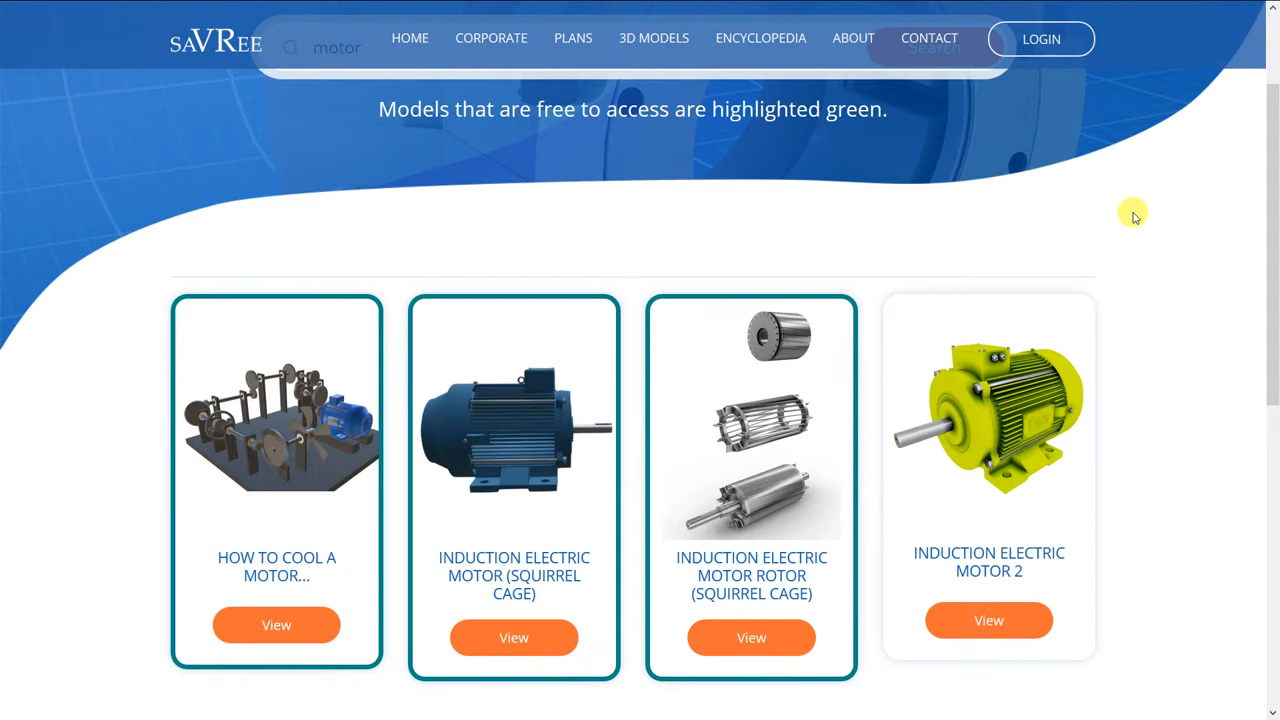 saVRee
HOME CORPORATE PLANS 3D MODELS ENCYCLOPEDIA ABOUT CONTACT LOGIN
motor
Search
Models that are free to access are highlighted green.
HOW TO COOL A
MOTOR...
View
INDUCTION ELECTRIC
MOTOR (SQUIRREL
CAGE)
View
INDUCTION ELECTRIC
MOTOR ROTOR
(SQUIRREL CAGE)
View
INDUCTION ELECTRIC
MOTOR 2
View